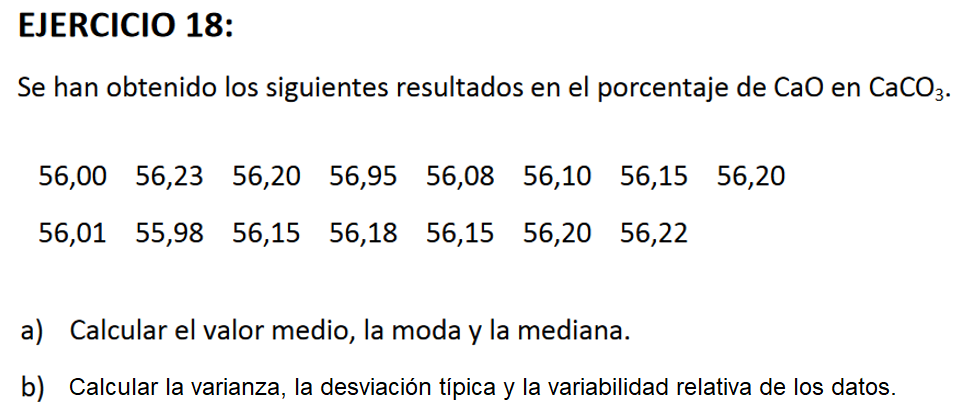 EJERCICIO 18:
Se han obtenido los siguientes resultados en el porcentaje de CaO en CaCO₃.
56,00 56,23 56,20 56,95 56,08 56,10 56,15 56,20
56,01 55,98 56,15 56,18 56,15 56,20 56,22
a) Calcular el valor medio, la moda y la mediana.
b) Calcular la varianza, la desviación típica y la variabilidad relativa de los datos.